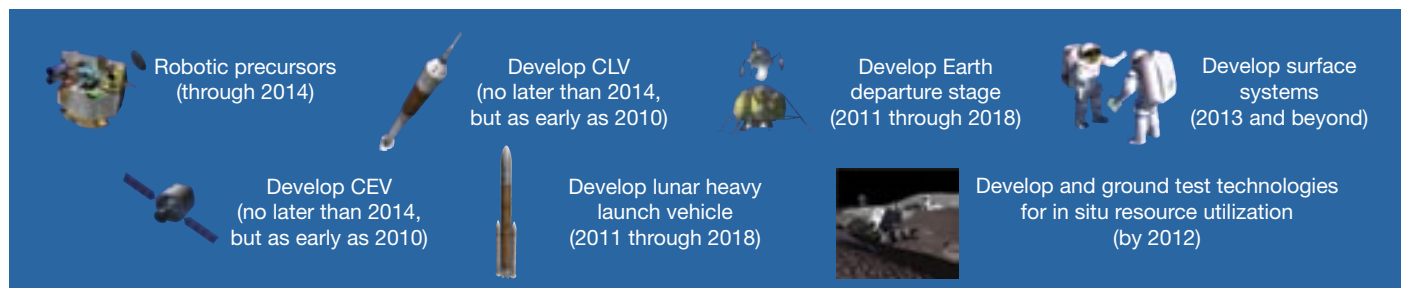 Robotic precursors
(through 2014)
Develop CLV
(no later than 2014,
but as early as 2010)
Develop Earth
departure stage
(2011 through 2018)
Develop surface
systems
(2013 and beyond)
Develop CEV
(no later than 2014,
but as early as 2010)
Develop lunar heavy
launch vehicle
(2011 through 2018)
Develop and ground test technologies
for in situ resource utilization
(by 2012)